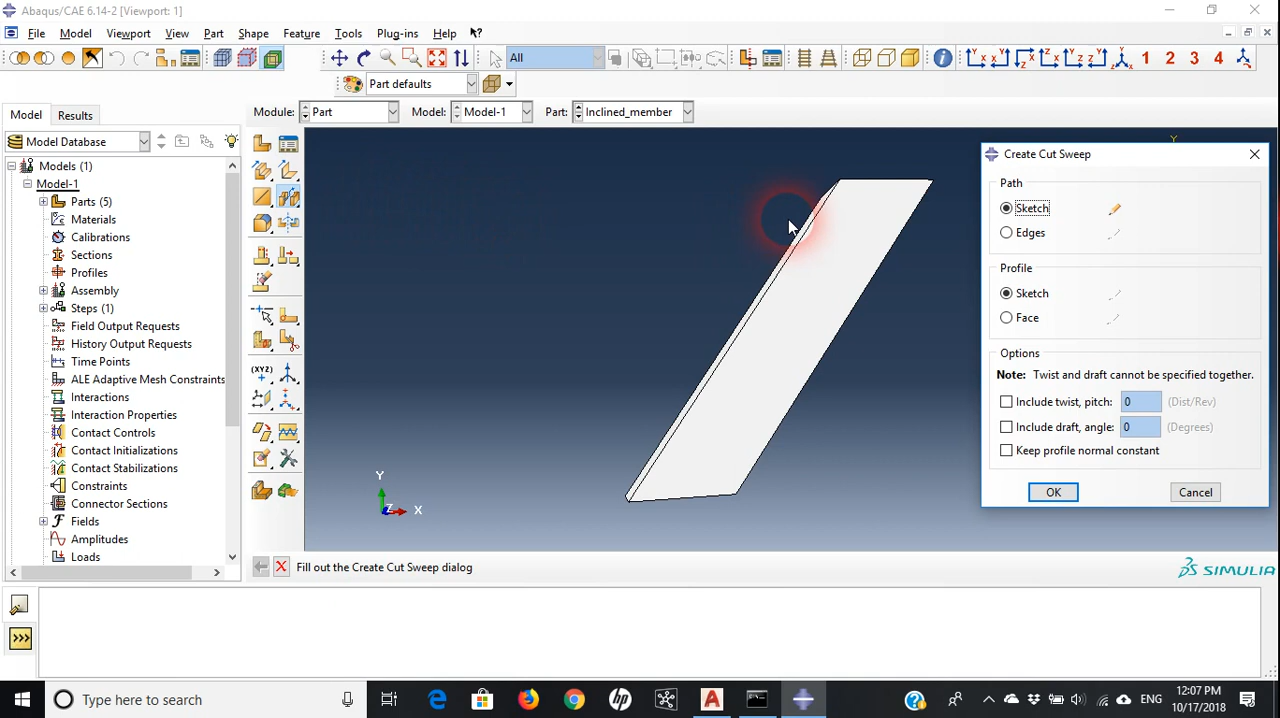 Abaqus/CAE 6.14-2 [Viewport: 1]
File Model Viewport View Part Shape Feature Tools Plug-ins Help
All
1 2 3 4
Part defaults
Model Results
Module: Part Model: Model-1 Part: Inclined_member
Model Database
Models (1)
Model-1
Parts (5)
Materials
Calibrations
Sections
Profiles
Assembly
Steps (1)
Field Output Requests
History Output Requests
Time Points
ALE Adaptive Mesh Constraints
Interactions
Interaction Properties
Contact Controls
Contact Initializations
Contact Stabilizations
Constraints
Connector Sections
Fields
Amplitudes
Loads
(XYZ)
Y
Y
Z X
Create Cut Sweep
Path
Sketch
Edges
Profile
Sketch
Face
Options
Note: Twist and draft cannot be specified together.
Include twist, pitch: 0 (Dist/Rev)
Include draft, angle: 0 (Degrees)
Keep profile normal constant
OK Cancel
Fill out the Create Cut Sweep dialog
SIMULIA
>>>
Type here to search
ENG
12:07 PM
10/17/2018